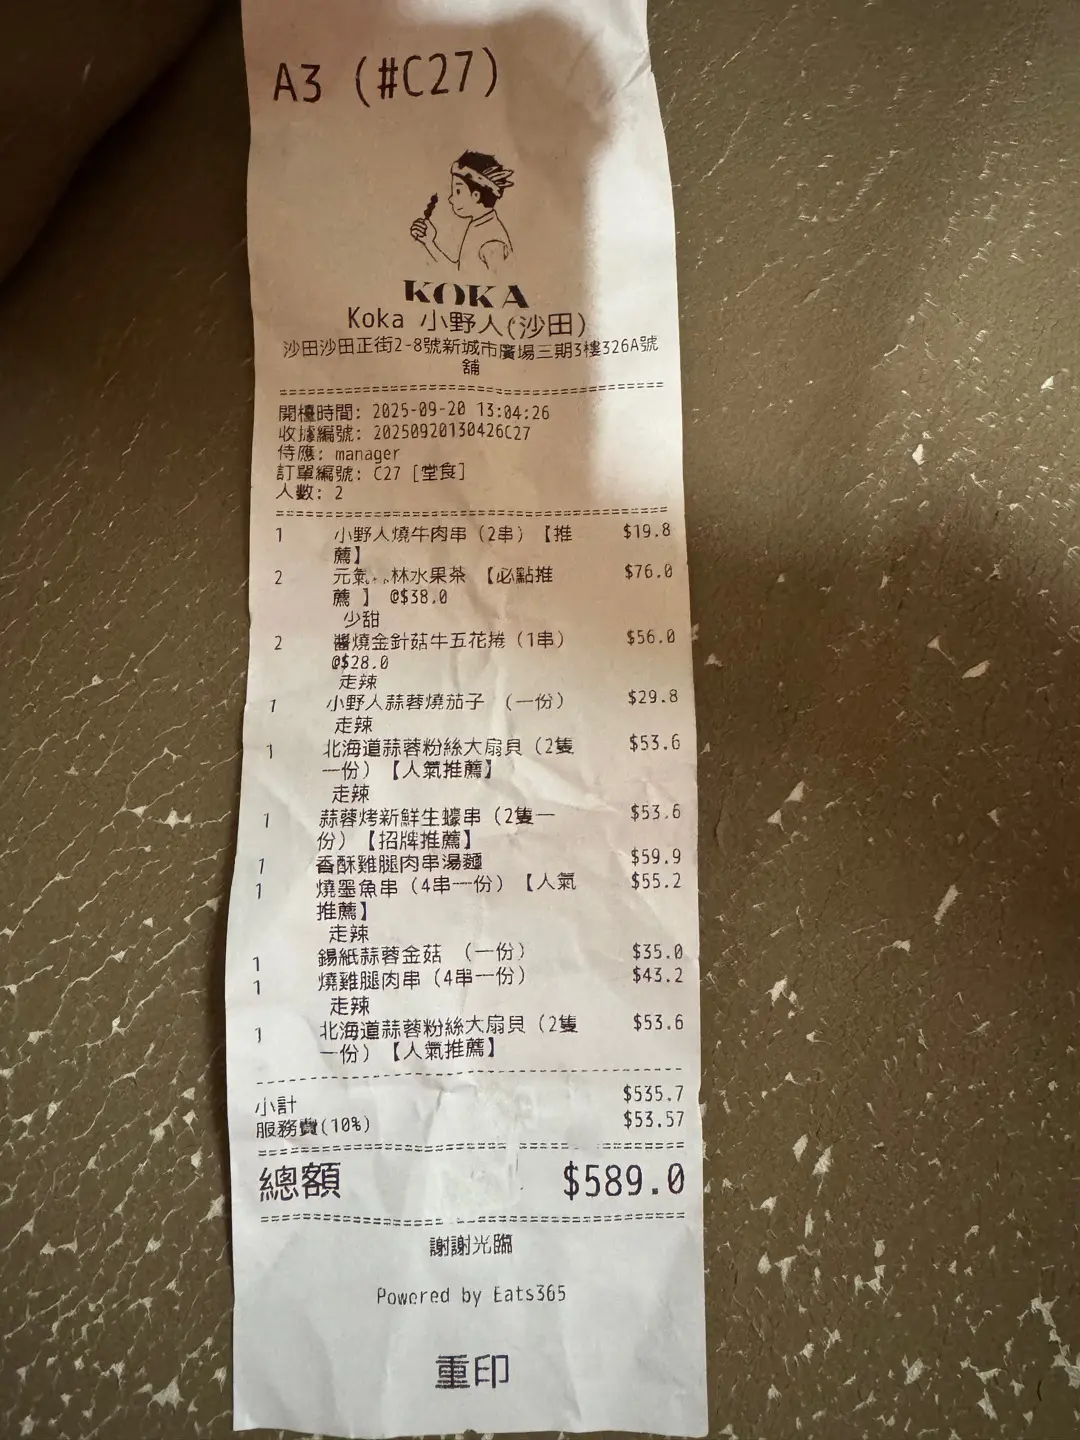 A3 (#C27)
KOKA
Koka 小野人(沙田)
沙田沙田正街2-8號新城市廣場三期3樓326A號
舖
開檯時間: 2025-09-20 13:04:26
收據編號: 20250920130426C27
侍應: manager
訂單編號: C27 [堂食]
人數: 2
1 小野人燒牛肉串 (2串) 【推 $19.8
薦】
2 元氣 林水果茶 【必點推 $76.0
薦 】 @$38.0
少甜
2 醬燒金針菇牛五花捲 (1串) $56.0
@$28.0
走辣
1 小野人蒜蓉燒茄子 (一份) $29.8
走辣
1 北海道蒜蓉粉絲大扇貝 (2隻 $53.6
一份) 【人氣推薦】
走辣
1 蒜蓉烤新鮮生蠔串 (2隻一 $53.6
份) 【招牌推薦】
1 香酥雞腿肉串湯麵 $59.9
1 燒墨魚串 (4串一份) 【人氣 $55.2
推薦】
走辣
1 錫紙蒜蓉金菇 (一份) $35.0
1 燒雞腿肉串 (4串一份) $43.2
走辣
1 北海道蒜蓉粉絲大扇貝 (2隻 $53.6
一份) 【人氣推薦】
小計 $535.7
服務費(10%) $53.57
總額 $589.0
謝謝光臨
Powered by Eats365
重印